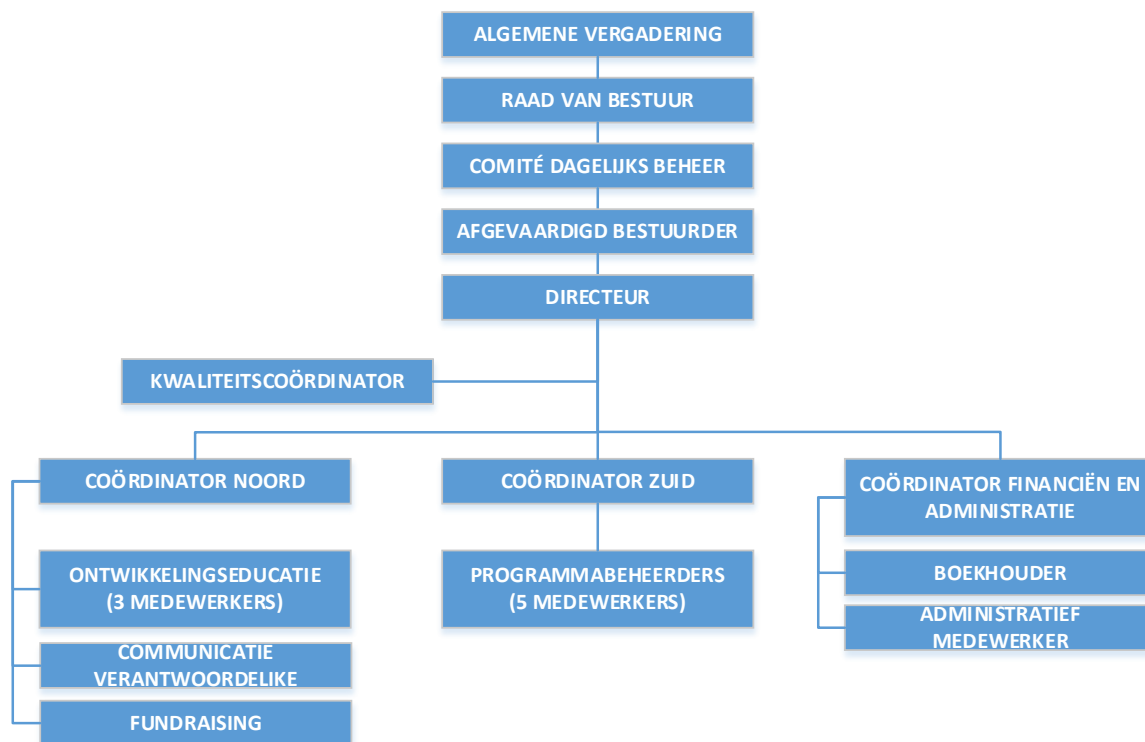 ALGEMENE VERGADERING
RAAD VAN BESTUUR
COMITÉ DAGELIJKS BEHEER
AFGEVAARDIGD BESTUURDER
DIRECTEUR
KWALITEITSCOÖRDINATOR
COÖRDINATOR NOORD
ONTWIKKELINGSEDUCATIE
(3 MEDEWERKERS)
COMMUNICATIE
VERANTWOORDELIKE
FUNDRAISING
COÖRDINATOR ZUID
PROGRAMMABEHEERDERS
(5 MEDEWERKERS)
COÖRDINATOR FINANCIËN EN
ADMINISTRATIE
BOEKHOUDER
ADMINISTRATIEF
MEDEWERKER